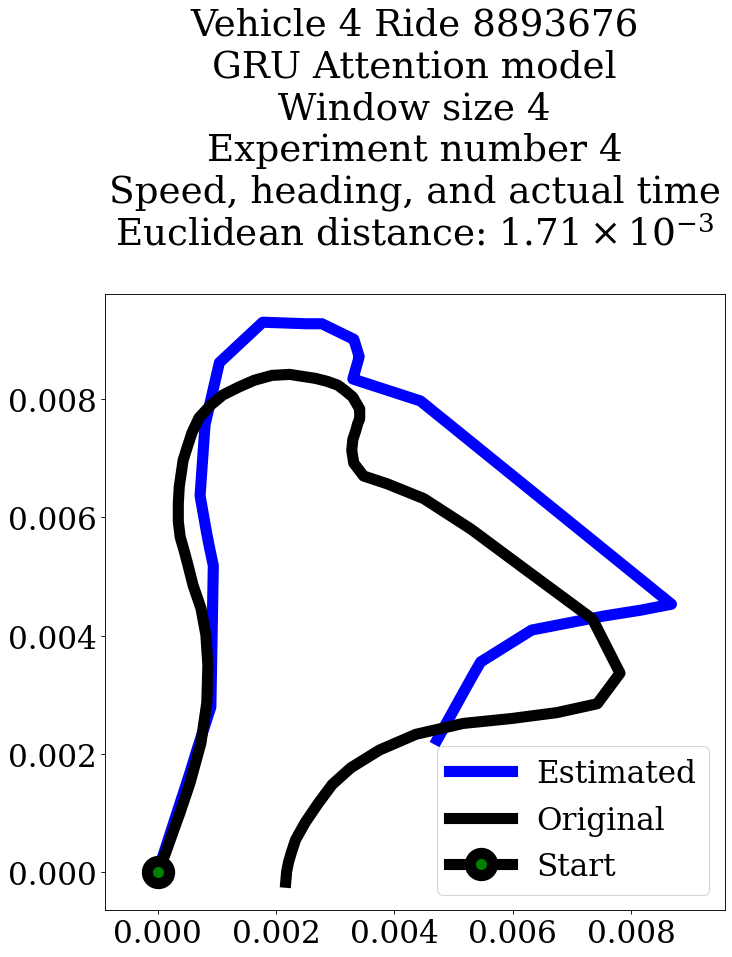 Vehicle 4 Ride 8893676
GRU Attention model
Window size 4
Experiment number 4
Speed, heading, and actual time
Euclidean distance: 1.71 × 10⁻³
0.008
0.006
0.004
0.002
0.000
Estimated
Original
Start
0.000 0.002 0.004 0.006 0.008